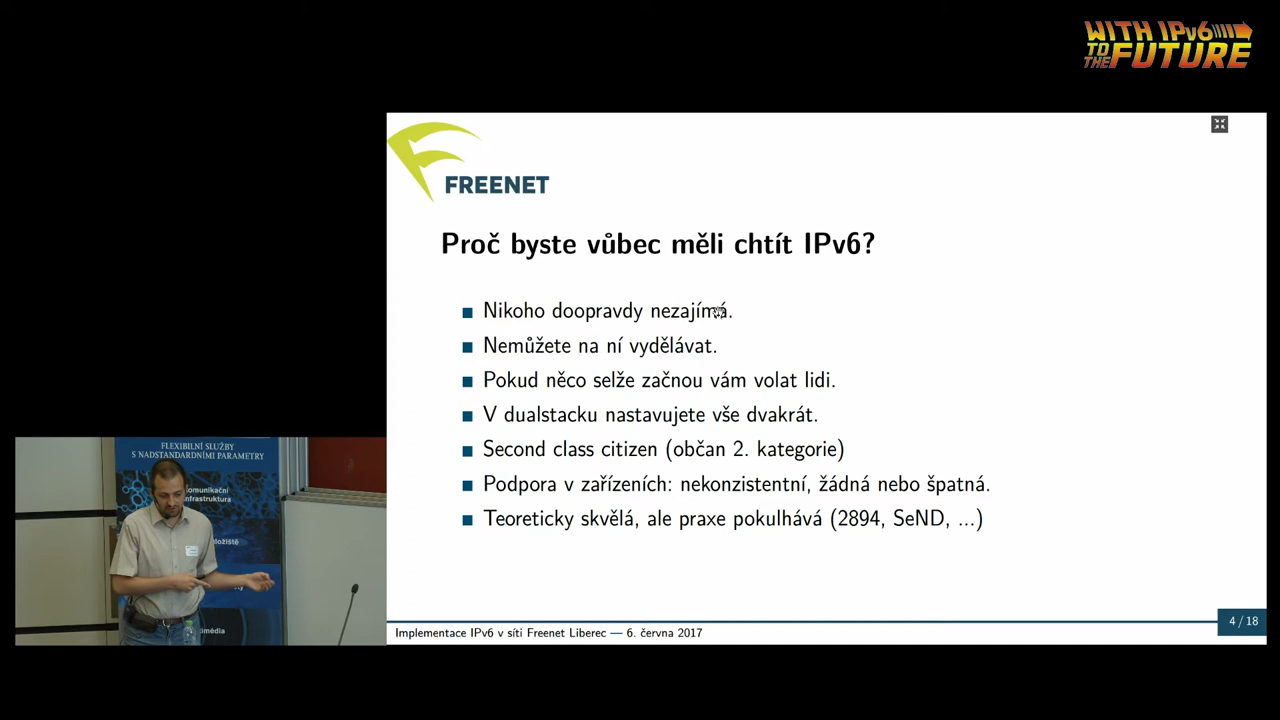 WITH IPv6
TO THE FUTURE
FREENET
Proč byste vůbec měli chtít IPv6?
Nikoho doopravdy nezajímá.
Nemůžete na ní vydělávat.
Pokud něco selže začnou vám volat lidi.
V dualstacku nastavujete vše dvakrát.
Second class citizen (občan 2. kategorie)
Podpora v zařízeních: nekonzistentní, žádná nebo špatná.
Teoreticky skvělá, ale praxe pokulhává (2894, SeND, ...)
Implementace IPv6 v síti Freenet Liberec — 6. června 2017
4 / 18
FLEXIBILNÍ SLUŽBY
S NADSTANDARDNÍMI PARAMETRY